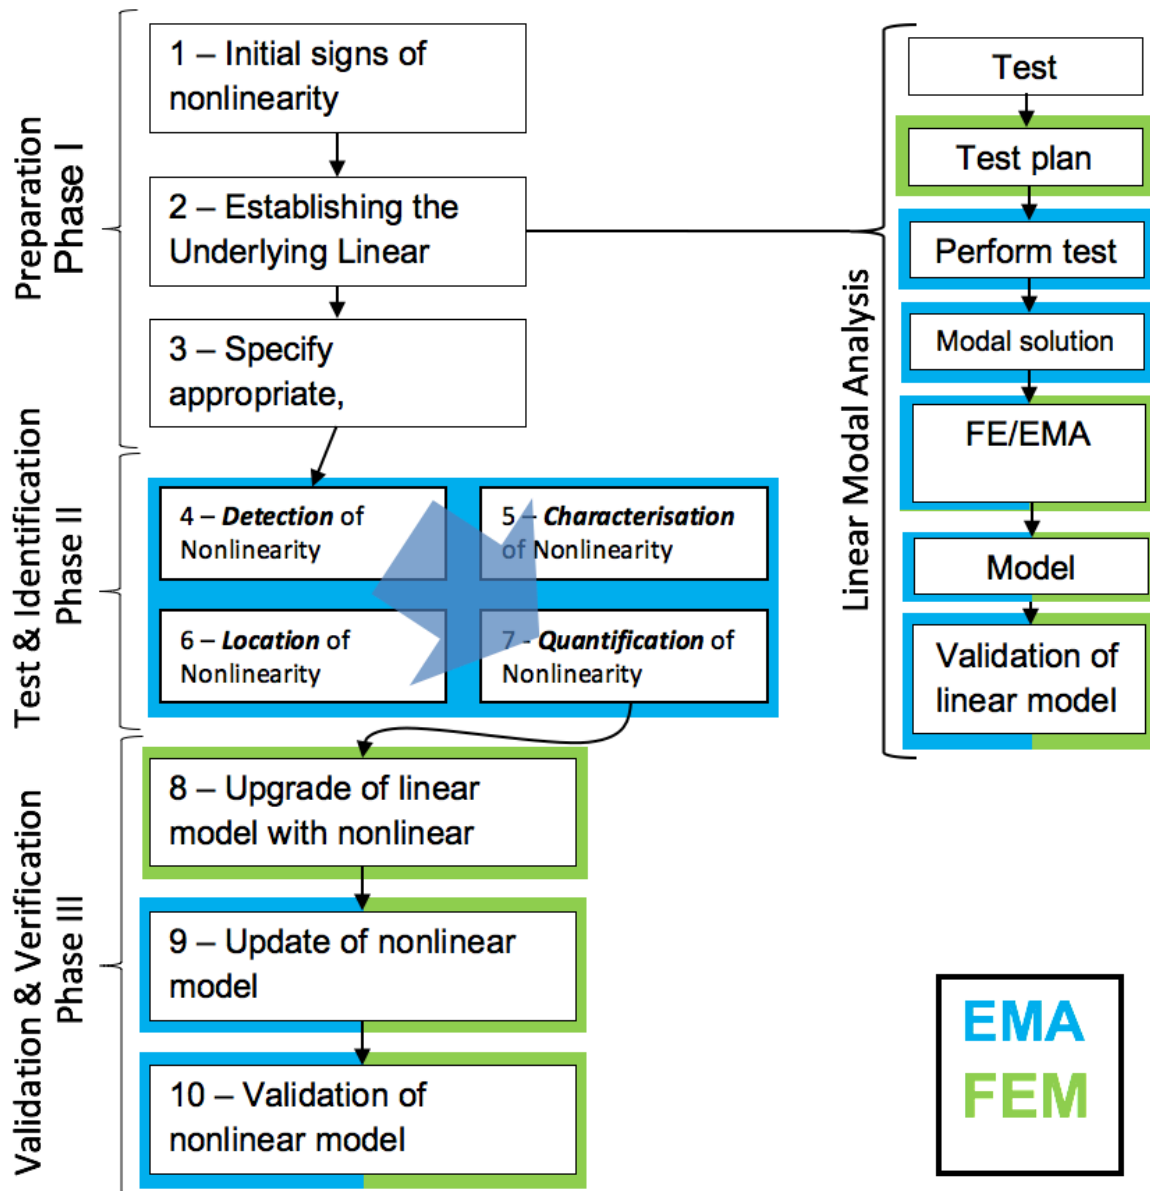 Preparation
Phase I
1 – Initial signs of
nonlinearity
2 – Establishing the
Underlying Linear
3 – Specify
appropriate,
Test & Identification
Phase II
4 – Detection of
Nonlinearity
5 – Characterisation
of Nonlinearity
6 – Location of
Nonlinearity
7 - Quantification of
Nonlinearity
Validation & Verification
Phase III
8 – Upgrade of linear
model with nonlinear
9 – Update of nonlinear
model
10 – Validation of
nonlinear model
Linear Modal Analysis
Test
Test plan
Perform test
Modal solution
FE/EMA
Model
Validation of
linear model
EMA
FEM